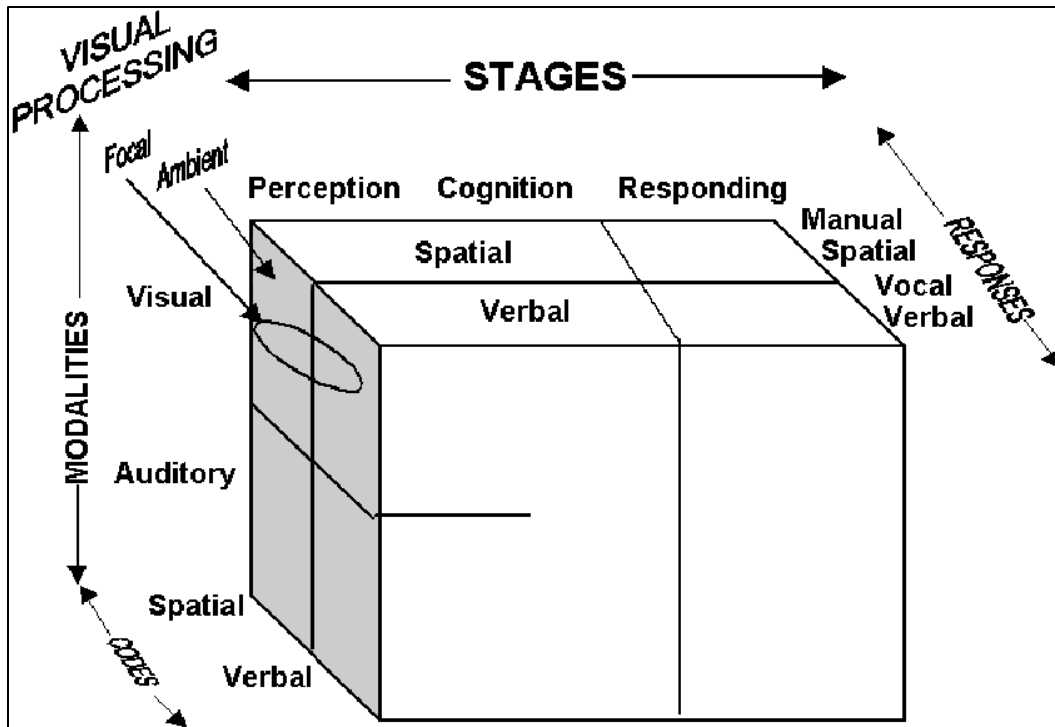 VISUAL
PROCESSING
STAGES
Focal
Ambient
Perception Cognition Responding
Manual
Spatial
Vocal
Verbal
RESPONSES
Spatial
Verbal
Visual
MODALITIES
Auditory
Spatial
Verbal
CODES